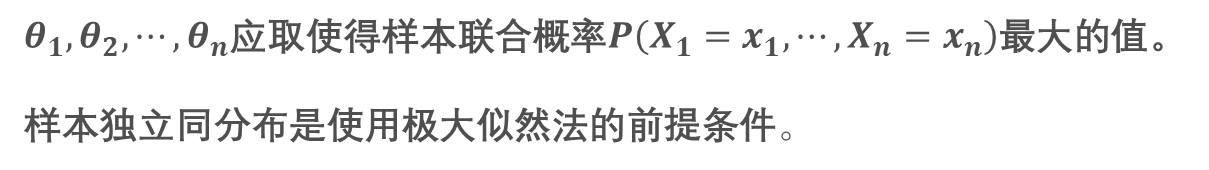 θ₁,θ₂,⋯,θₙ应取使得样本联合概率P(X₁ = x₁,⋯,Xₙ = xₙ)最大的值。
样本独立同分布是使用极大似然法的前提条件。